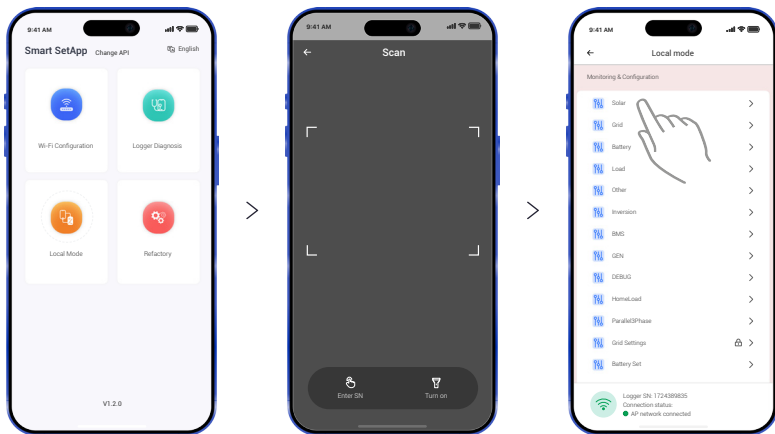 9:41 AM
Smart SetApp Change API English
Wi-Fi Configuration Logger Diagnosis
Local Mode Refactory
V1.2.0
9:41 AM
Scan
Enter SN Turn on
9:41 AM
Local mode
Monitoring & Configuration
Solar
Grid
Battery
Load
Other
Inversion
BMS
GEN
DEBUG
HomeLoad
Parallel3Phase
Grid Settings
Battery Set
Logger SN: 1724389835
Connection status:
AP network connected